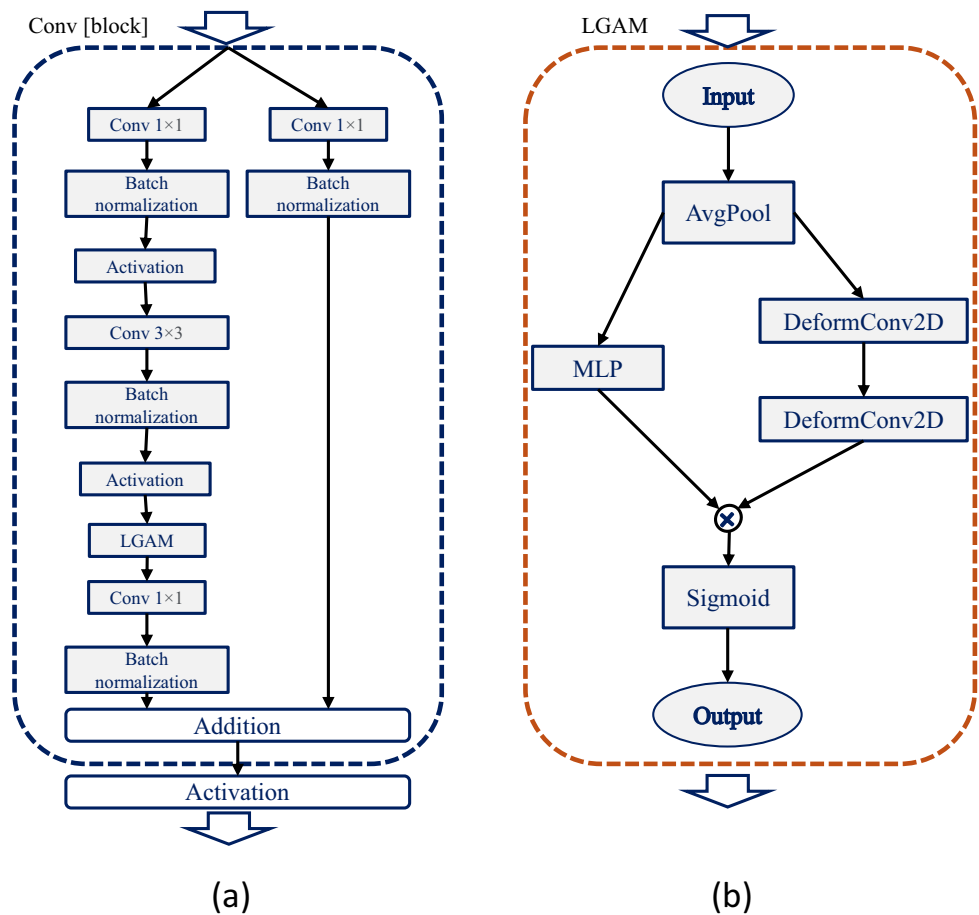 Conv [block]
Conv 1×1
Batch
normalization
Activation
Conv 3×3
Batch
normalization
Activation
LGAM
Conv 1×1
Batch
normalization
Conv 1×1
Batch
normalization
Addition
Activation
(a)
LGAM
Input
AvgPool
MLP
DeformConv2D
DeformConv2D
×
Sigmoid
Output
(b)